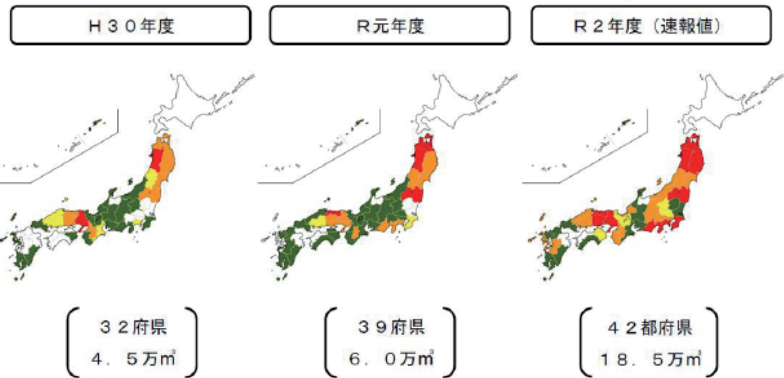 H30年度
R元年度
R2年度（速報値）
32府県
4．5万㎥
39府県
6．0万㎥
42都府県
18．5万㎥